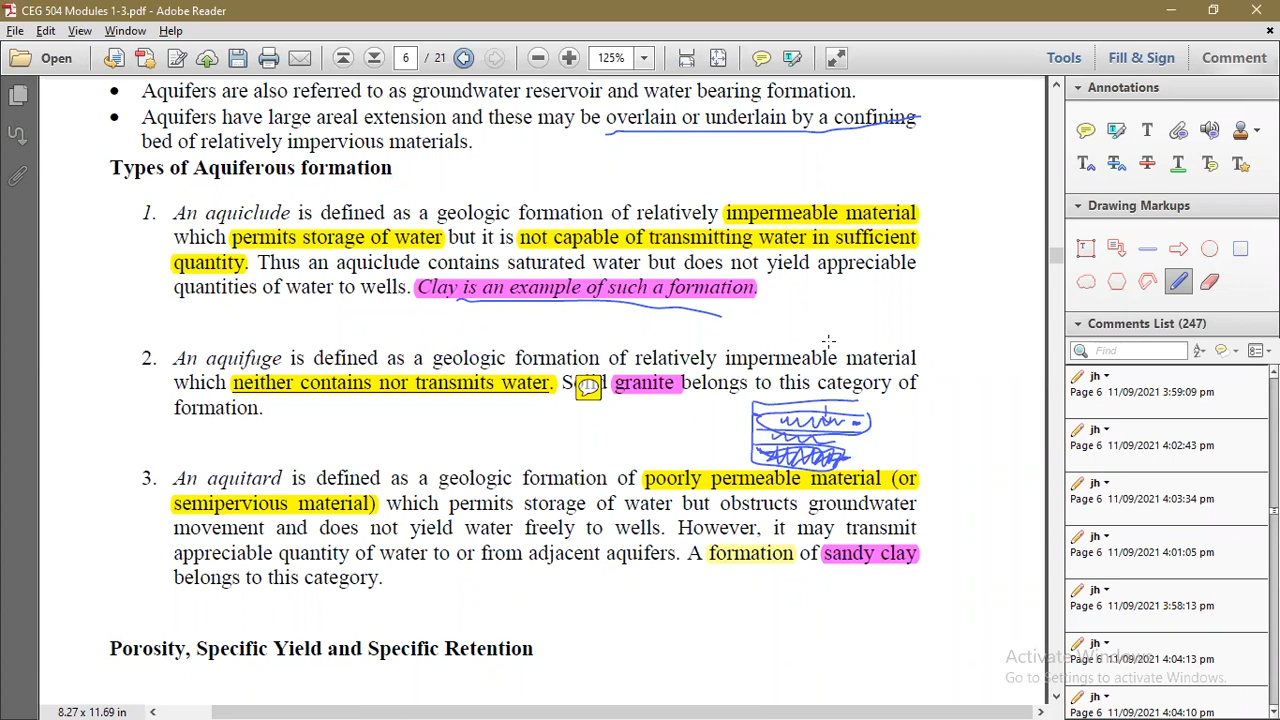 CEG 504 Modules 1-3.pdf - Adobe Reader
File Edit View Window Help
Open 6 / 21 125% Tools Fill & Sign Comment
• Aquifers are also referred to as groundwater reservoir and water bearing formation.
• Aquifers have large areal extension and these may be overlain or underlain by a confining
bed of relatively impervious materials.
Types of Aquiferous formation
1. An aquiclude is defined as a geologic formation of relatively impermeable material
which permits storage of water but it is not capable of transmitting water in sufficient
quantity. Thus an aquiclude contains saturated water but does not yield appreciable
quantities of water to wells. Clay is an example of such a formation.
2. An aquifuge is defined as a geologic formation of relatively impermeable material
which neither contains nor transmits water. granite belongs to this category of
formation.
3. An aquitard is defined as a geologic formation of poorly permeable material (or
semipervious material) which permits storage of water but obstructs groundwater
movement and does not yield water freely to wells. However, it may transmit
appreciable quantity of water to or from adjacent aquifers. A formation of sandy clay
belongs to this category.
Porosity, Specific Yield and Specific Retention
8.27 x 11.69 in
Annotations
Drawing Markups
Comments List (247)
Find
jh
Page 6 11/09/2021 3:59:09 pm
jh
Page 6 11/09/2021 4:02:43 pm
jh
Page 6 11/09/2021 4:03:34 pm
jh
Page 6 11/09/2021 4:01:05 pm
jh
Page 6 11/09/2021 3:58:13 pm
jh
Page 6 11/09/2021 4:04:13 pm
jh
Page 6 11/09/2021 4:04:10 pm
Activate Windows
Go to Settings to activate Windows.